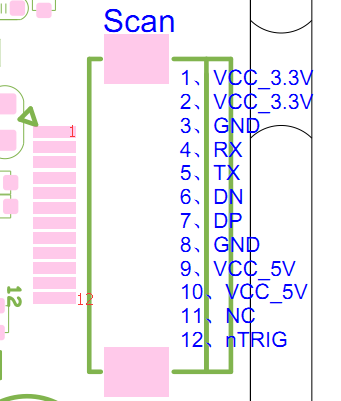 Scan
1
1、VCC_3.3V
2、VCC_3.3V
3、GND
4、RX
5、TX
6、DN
7、DP
8、GND
9、VCC_5V
10、VCC_5V
11、NC
12、nTRIG
12
12